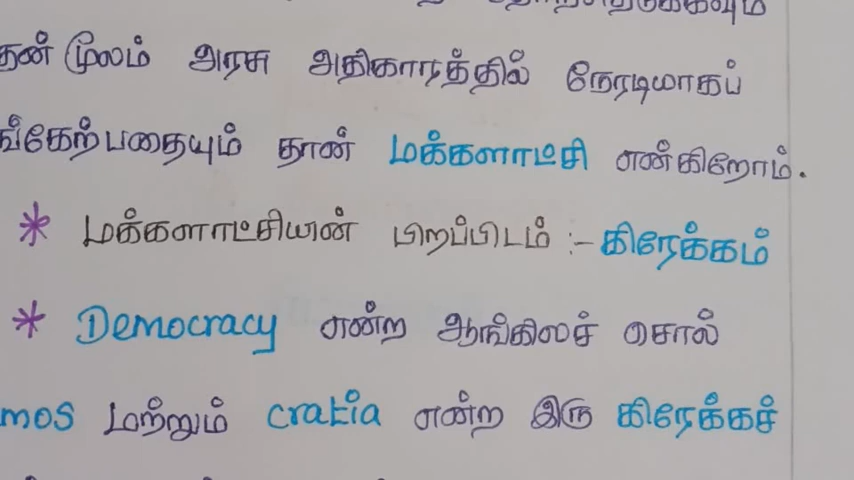 தன் மூலம் அரசு அதிகாரத்தில் நேரடியாகப்
ங்கேற்பதையும் தான் மக்களாட்சி என்கிறோம்.
* மக்களாட்சியின் பிறப்பிடம் :- கிரேக்கம்
* Democracy என்ற ஆங்கிலச் சொல்
mos மற்றும் cratia என்ற இரு கிரேக்கச்